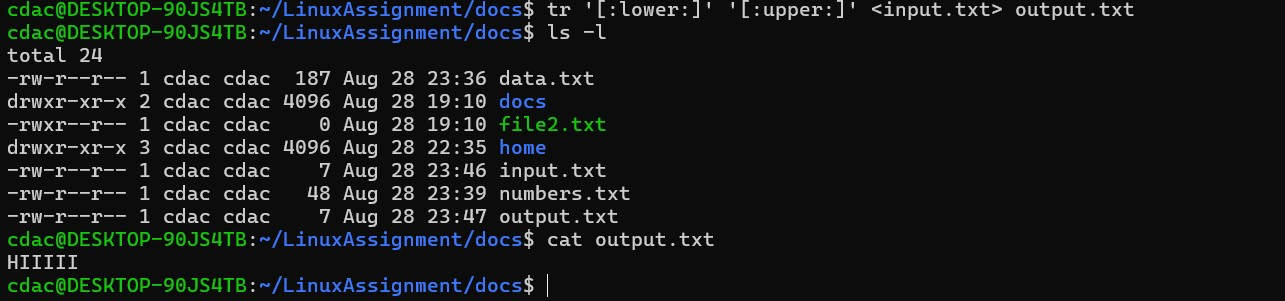 cdac@DESKTOP-90JS4TB:~/LinuxAssignment/docs$ tr '[:lower:]' '[:upper:]' <input.txt> output.txt
cdac@DESKTOP-90JS4TB:~/LinuxAssignment/docs$ ls -l
total 24
-rw-r--r-- 1 cdac cdac  187 Aug 28 23:36 data.txt
drwxr-xr-x 2 cdac cdac 4096 Aug 28 19:10 docs
-rwxr--r-- 1 cdac cdac    0 Aug 28 19:10 file2.txt
drwxr-xr-x 3 cdac cdac 4096 Aug 28 22:35 home
-rw-r--r-- 1 cdac cdac    7 Aug 28 23:46 input.txt
-rw-r--r-- 1 cdac cdac   48 Aug 28 23:39 numbers.txt
-rw-r--r-- 1 cdac cdac    7 Aug 28 23:47 output.txt
cdac@DESKTOP-90JS4TB:~/LinuxAssignment/docs$ cat output.txt
HIIIII
cdac@DESKTOP-90JS4TB:~/LinuxAssignment/docs$